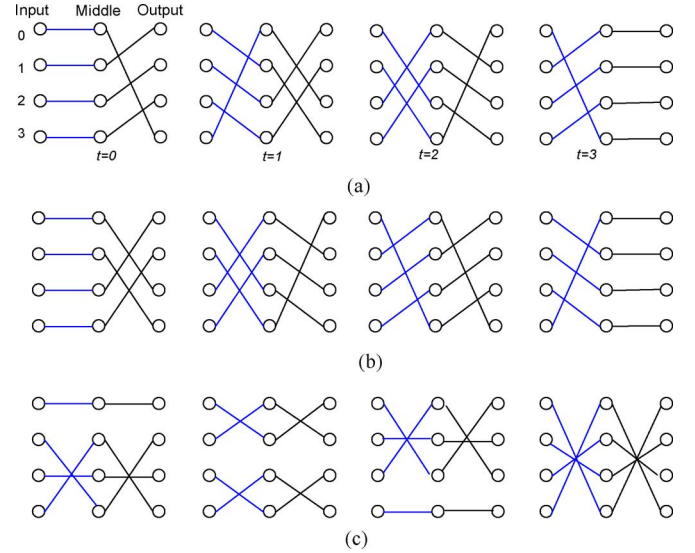 Input Middle Output
0
1
2
3
t=0 t=1 t=2 t=3
(a)
(b)
(c)